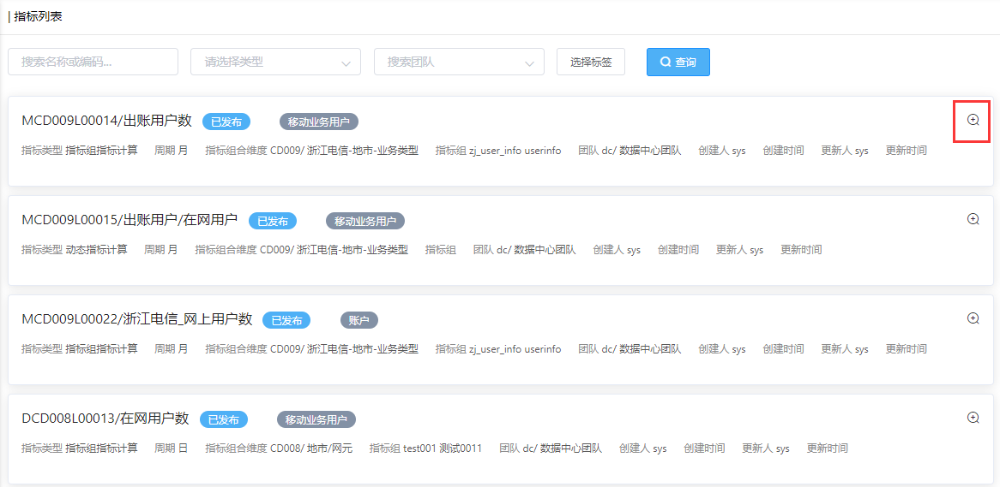 指标列表
搜索名称或编码... 请选择类型 搜索团队 选择标签 查询
MCD009L00014/出账用户数 已发布 移动业务用户
指标类型 指标组指标计算 周期 月 指标组合维度 CD009/ 浙江电信-地市-业务类型 指标组 zj_user_info userinfo 团队 dc/ 数据中心团队 创建人 sys 创建时间 更新人 sys 更新时间
MCD009L00015/出账用户/在网用户 已发布 移动业务用户
指标类型 动态指标计算 周期 月 指标组合维度 CD009/ 浙江电信-地市-业务类型 指标组 团队 dc/ 数据中心团队 创建人 sys 创建时间 更新人 sys 更新时间
MCD009L00022/浙江电信_网上用户数 已发布 账户
指标类型 指标组指标计算 周期 月 指标组合维度 CD009/ 浙江电信-地市-业务类型 指标组 zj_user_info userinfo 团队 dc/ 数据中心团队 创建人 sys 创建时间 更新人 sys 更新时间
DCD008L00013/在网用户数 已发布 移动业务用户
指标类型 指标组指标计算 周期 日 指标组合维度 CD008/ 地市/网元 指标组 test001 测试0011 团队 dc/ 数据中心团队 创建人 sys 创建时间 更新人 sys 更新时间